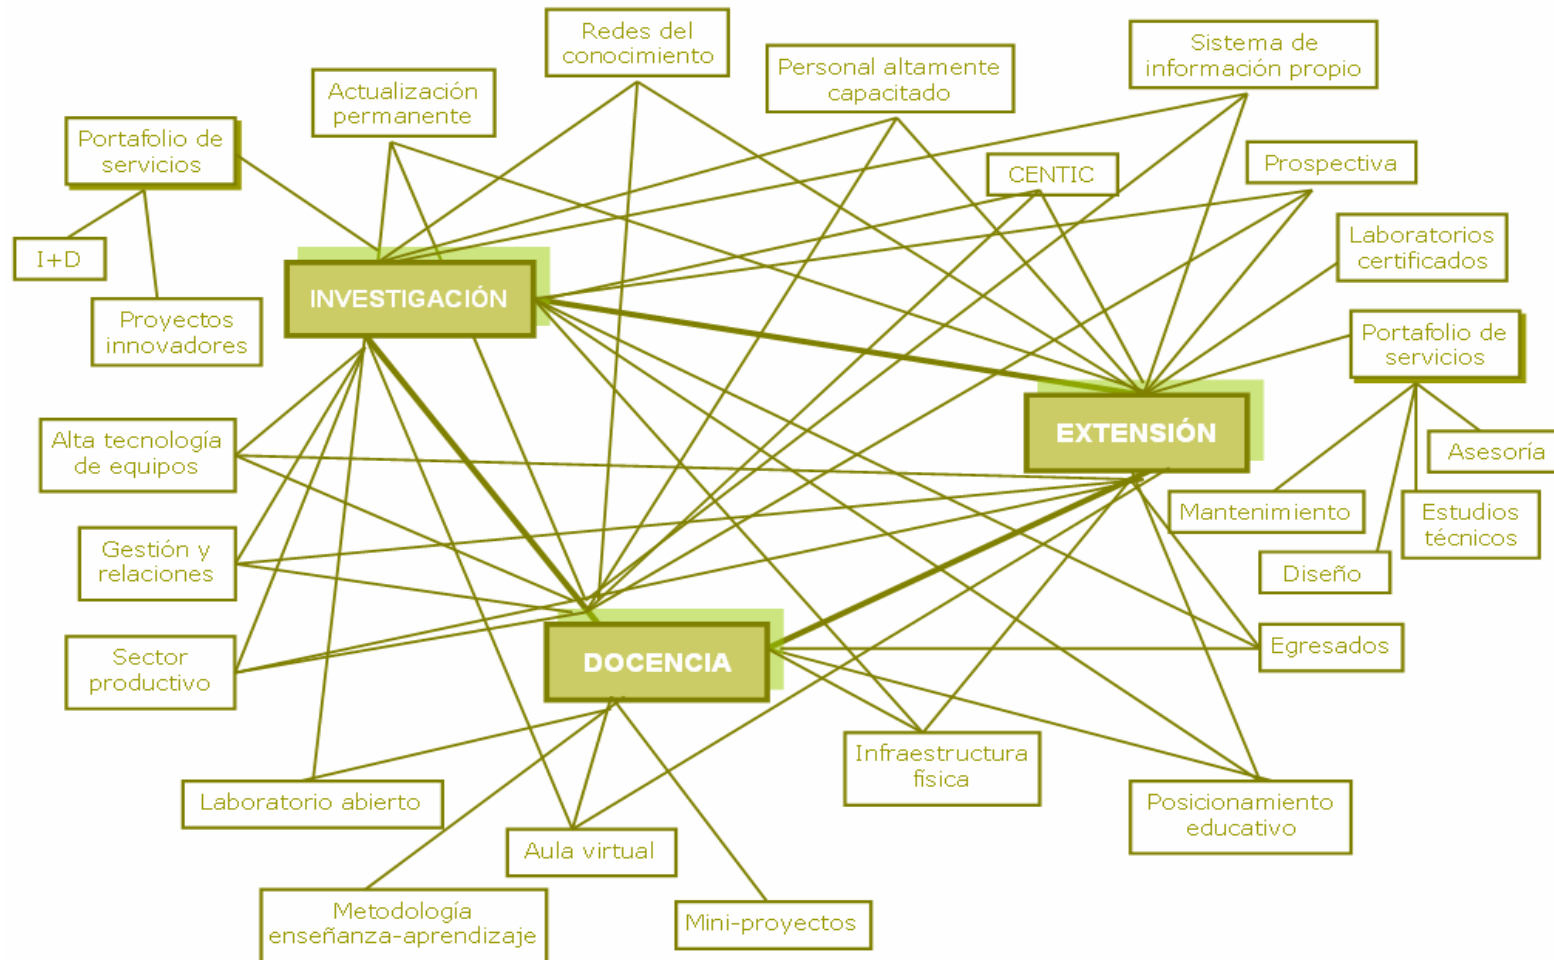 Redes del
conocimiento
Sistema de
información propio
Personal altamente
capacitado
Actualización
permanente
Portafolio de
servicios
CENTIC
Prospectiva
Laboratorios
certificados
I+D
INVESTIGACIÓN
Proyectos
innovadores
Portafolio de
servicios
EXTENSIÓN
Asesoría
Alta tecnología
de equipos
Mantenimiento
Estudios
técnicos
Gestión y
relaciones
Diseño
Sector
productivo
DOCENCIA
Egresados
Infraestructura
física
Laboratorio abierto
Posicionamiento
educativo
Aula virtual
Metodología
enseñanza-aprendizaje
Mini-proyectos